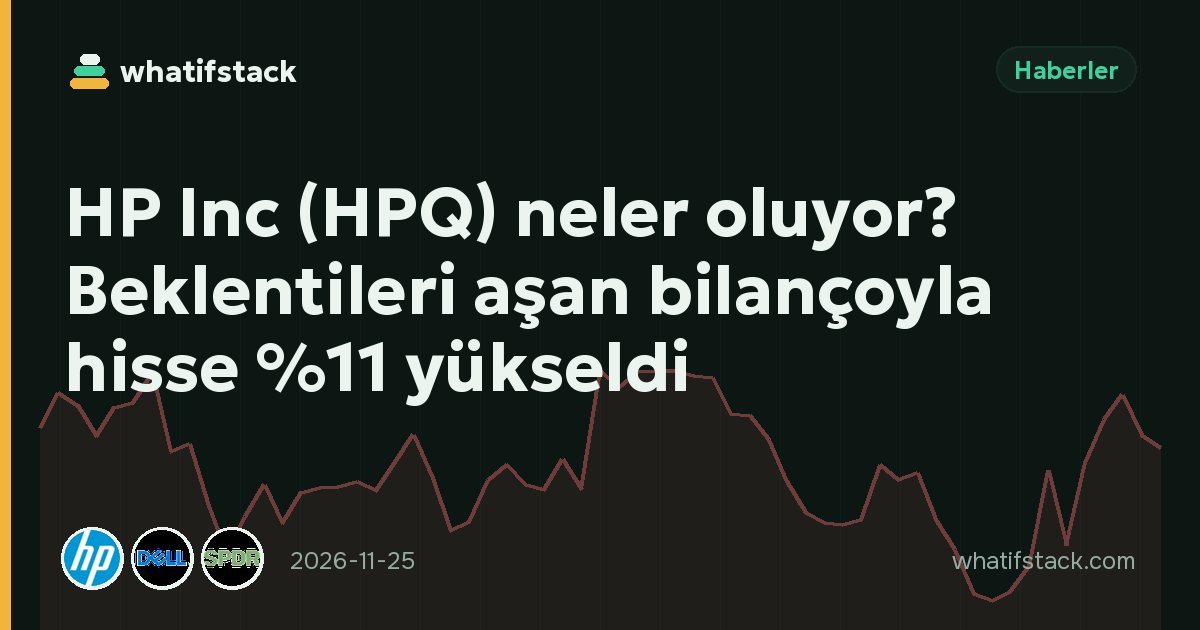 whatifstack
Haberler
HP Inc (HPQ) neler oluyor?
Beklentileri aşan bilançoyla
hisse %11 yükseldi
hp
DELL
SPDR
2026-11-25
whatifstack.com